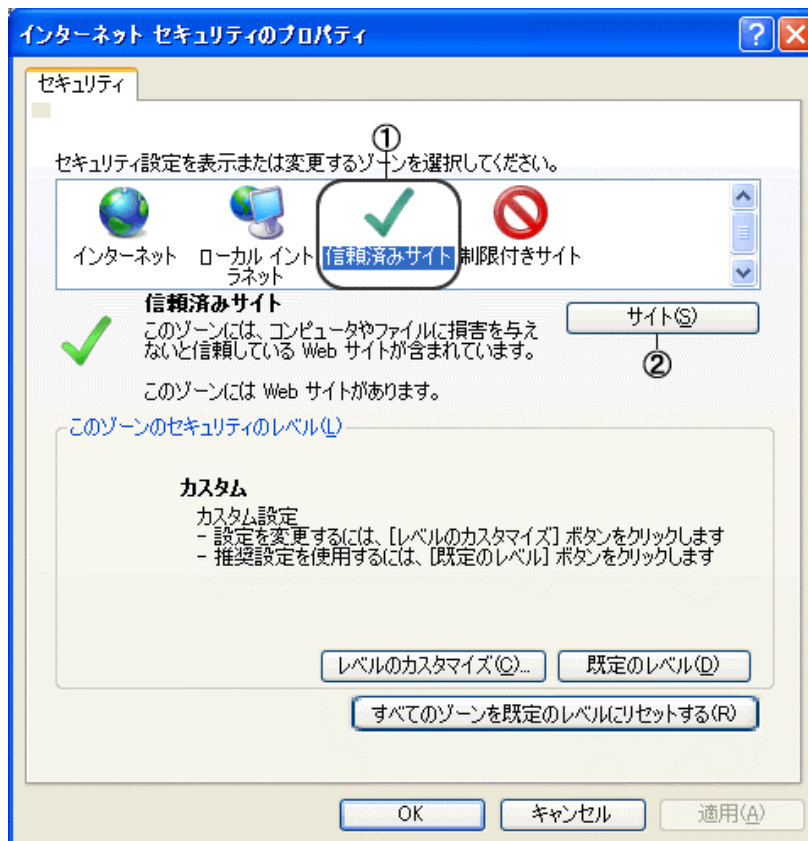 インターネット セキュリティのプロパティ
セキュリティ
①
セキュリティ設定を表示または変更するゾーンを選択してください。
インターネット
ローカル イント
ラネット
信頼済みサイト
制限付きサイト
信頼済みサイト
このゾーンには、コンピュータやファイルに損害を与え
ないと信頼している Web サイトが含まれています。
サイト(S)
②
このゾーンには Web サイトがあります。
このゾーンのセキュリティのレベル(L)
カスタム
カスタム設定
- 設定を変更するには、[レベルのカスタマイズ] ボタンをクリックします
- 推奨設定を使用するには、[既定のレベル] ボタンをクリックします
レベルのカスタマイズ(C)...
既定のレベル(D)
すべてのゾーンを既定のレベルにリセットする(R)
OK
キャンセル
適用(A)